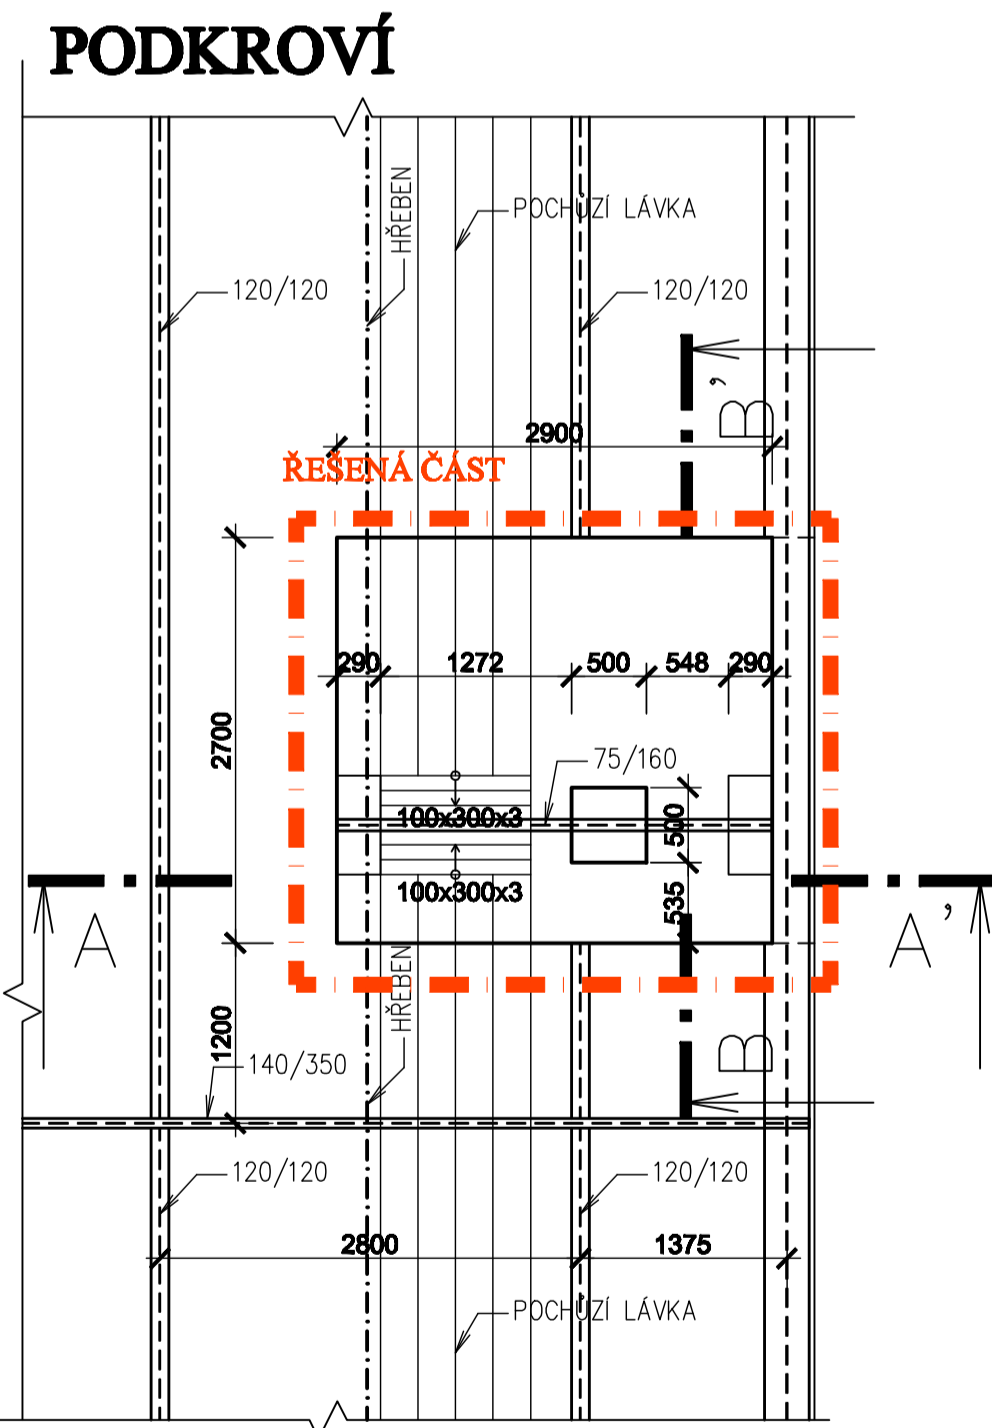 PODKROVÍ
HŘEBEN
POCHŮZÍ LÁVKA
120/120
120/120
B'
2900
ŘEŠENÁ ČÁST
290
1272
500
548
290
2700
75/160
100x300x3
500
100x300x3
535
A
A'
HŘEBEN
1200
B
140/350
120/120
120/120
2800
1375
POCHŮZÍ LÁVKA